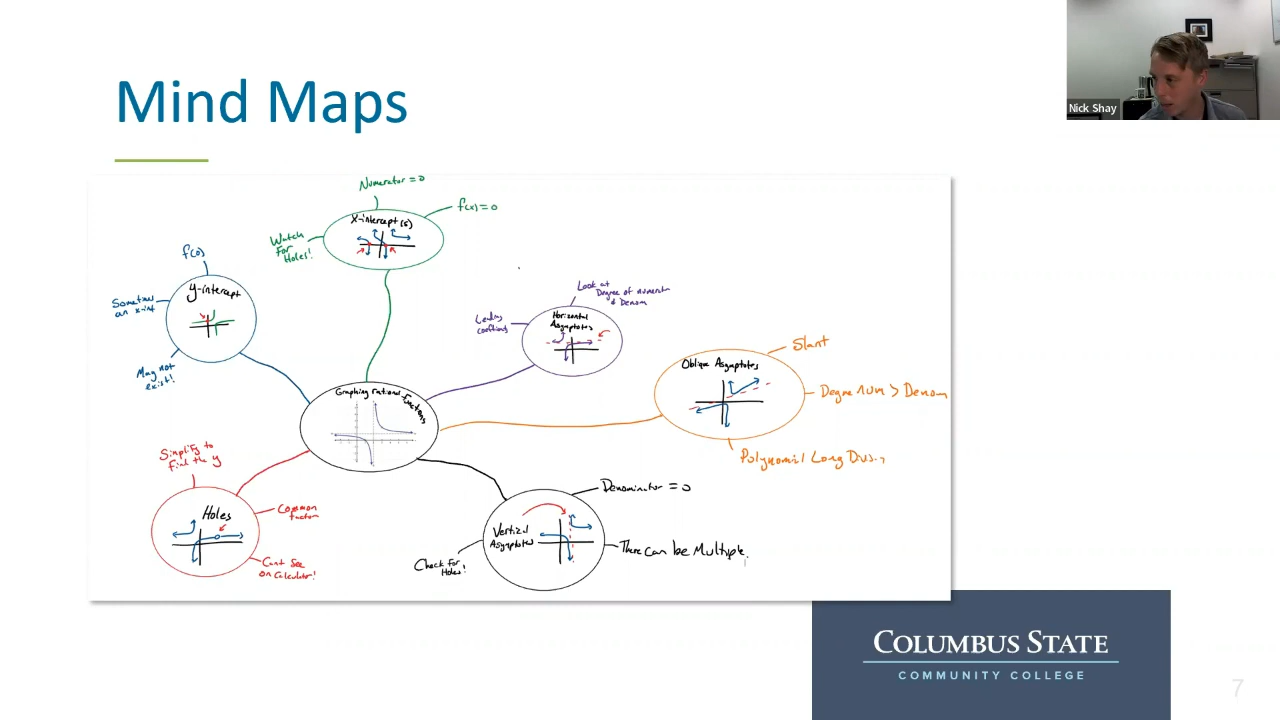 Mind Maps
Nick Shay
Numerator = 0
X-intercept(s)
f(x) = 0
Watch
For
Holes!
f(0)
y-intercept
Sometimes
an x-int
May not
exist!
Look at
Degree of numerator
& Denom
Horizontal
Asymptotes
Leading
coefficients
Oblique Asymptotes
Slant
Degree num > Denom
Polynomial Long Divs.
Graphing rational functions
Simplify to
find the y
Holes
Common
factor
Cant See
on Calculator!
Vertical
Asymptotes
Denominator = 0
There can be Multiple.
Check for
Holes!
COLUMBUS STATE
COMMUNITY COLLEGE
7